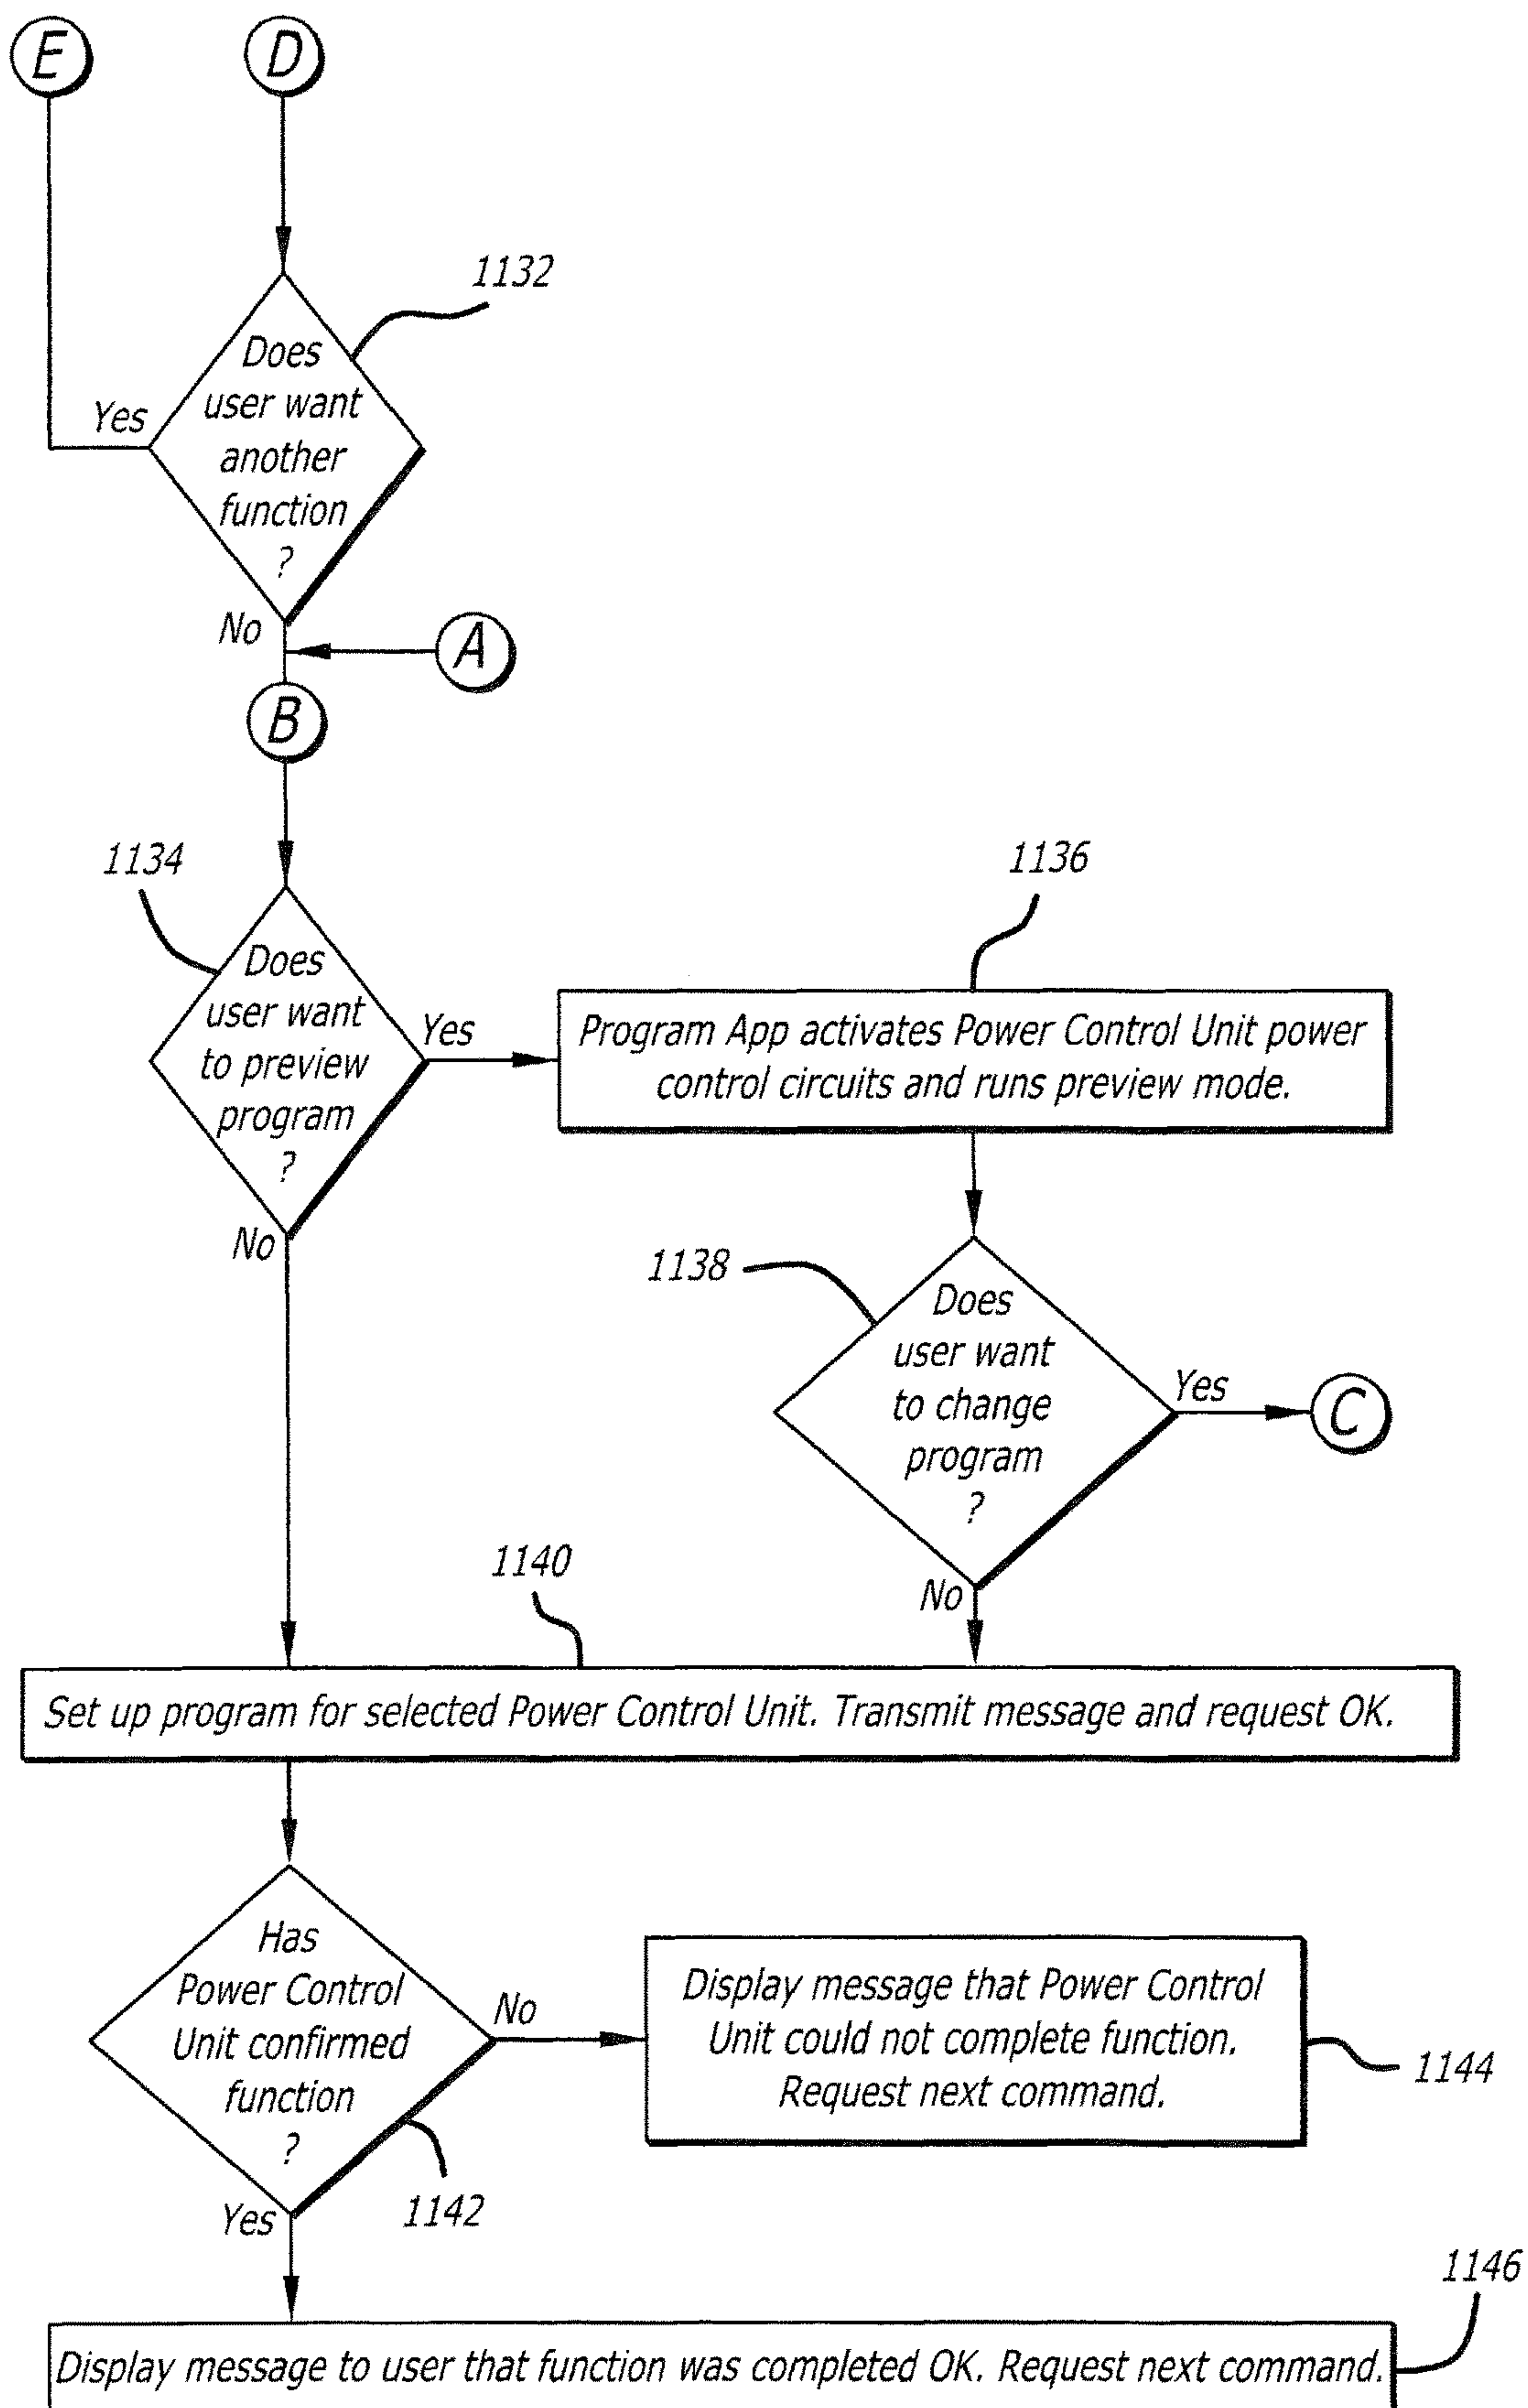 E
D
1132
Does
user want
another
function
?
Yes
No
A
B
1134
Does
user want
to preview
program
?
Yes
No
1136
Program App activates Power Control Unit power
control circuits and runs preview mode.
1138
Does
user want
to change
program
?
Yes
C
No
1140
Set up program for selected Power Control Unit. Transmit message and request OK.
Has
Power Control
Unit confirmed
function
?
No
Yes
1142
Display message that Power Control
Unit could not complete function.
Request next command.
1144
1146
Display message to user that function was completed OK. Request next command.